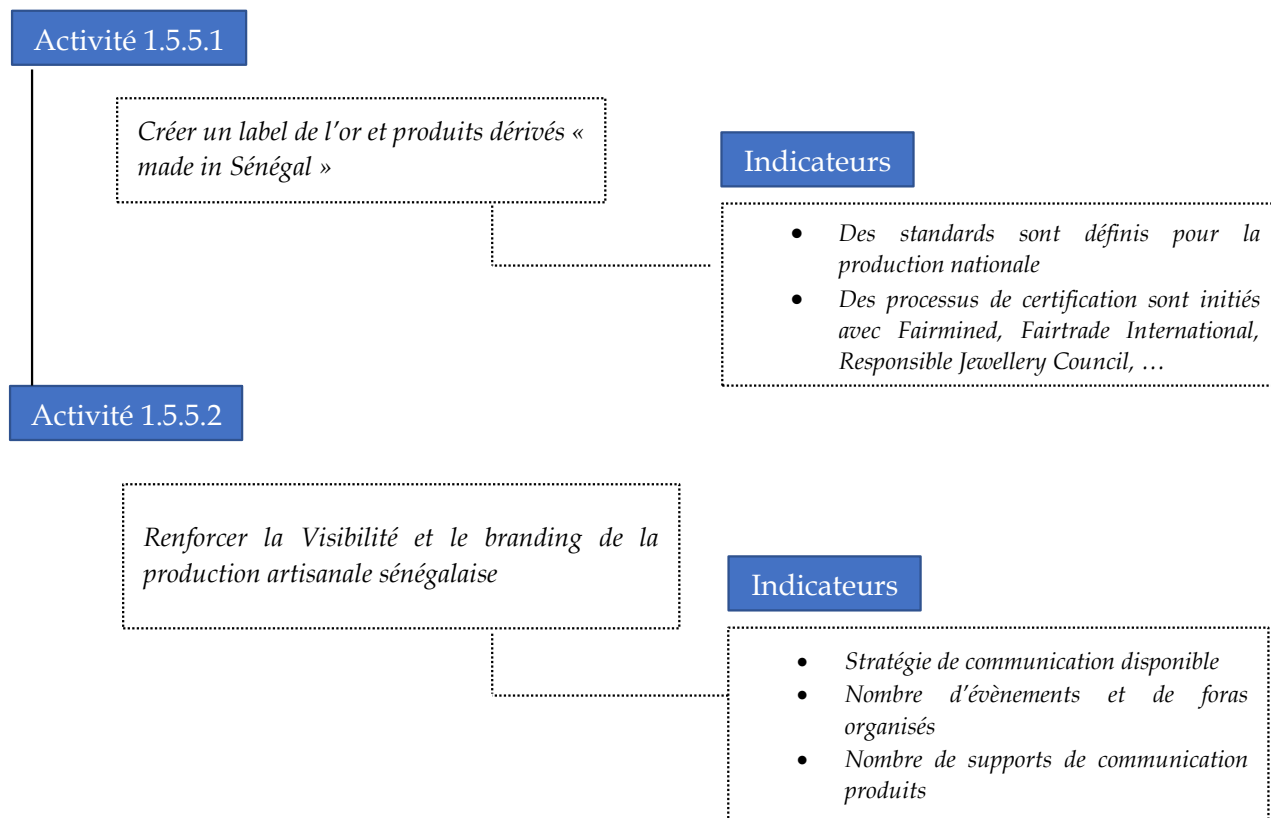 Activité 1.5.5.1
Créer un label de l’or et produits dérivés «
made in Sénégal »
Indicateurs
• Des standards sont définis pour la
production nationale
• Des processus de certification sont initiés
avec Fairmined, Fairtrade International,
Responsible Jewellery Council, …
Activité 1.5.5.2
Renforcer la Visibilité et le branding de la
production artisanale sénégalaise
Indicateurs
• Stratégie de communication disponible
• Nombre d’évènements et de foras
organisés
• Nombre de supports de communication
produits